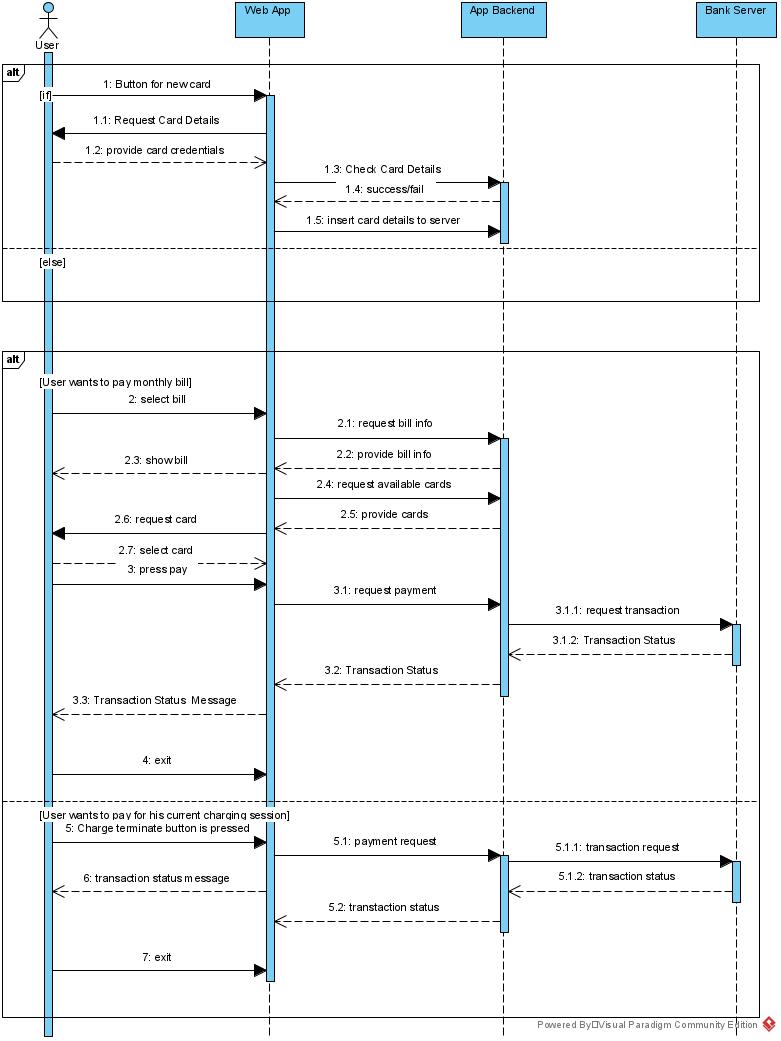 User
Web App
App Backend
Bank Server
alt
[if]
1: Button for new card
1.1: Request Card Details
1.2: provide card credentials
1.3: Check Card Details
1.4: success/fail
1.5: insert card details to server
[else]
alt
[User wants to pay monthly bill]
2: select bill
2.1: request bill info
2.2: provide bill info
2.3: show bill
2.4: request available cards
2.5: provide cards
2.6: request card
2.7: select card
3: press pay
3.1: request payment
3.1.1: request transaction
3.1.2: Transaction Status
3.2: Transaction Status
3.3: Transaction Status Message
4: exit
[User wants to pay for his current charging session]
5: Charge terminate button is pressed
5.1: payment request
5.1.1: transaction request
5.1.2: transaction status
6: transaction status message
5.2: transtaction status
7: exit
Powered By Visual Paradigm Community Edition